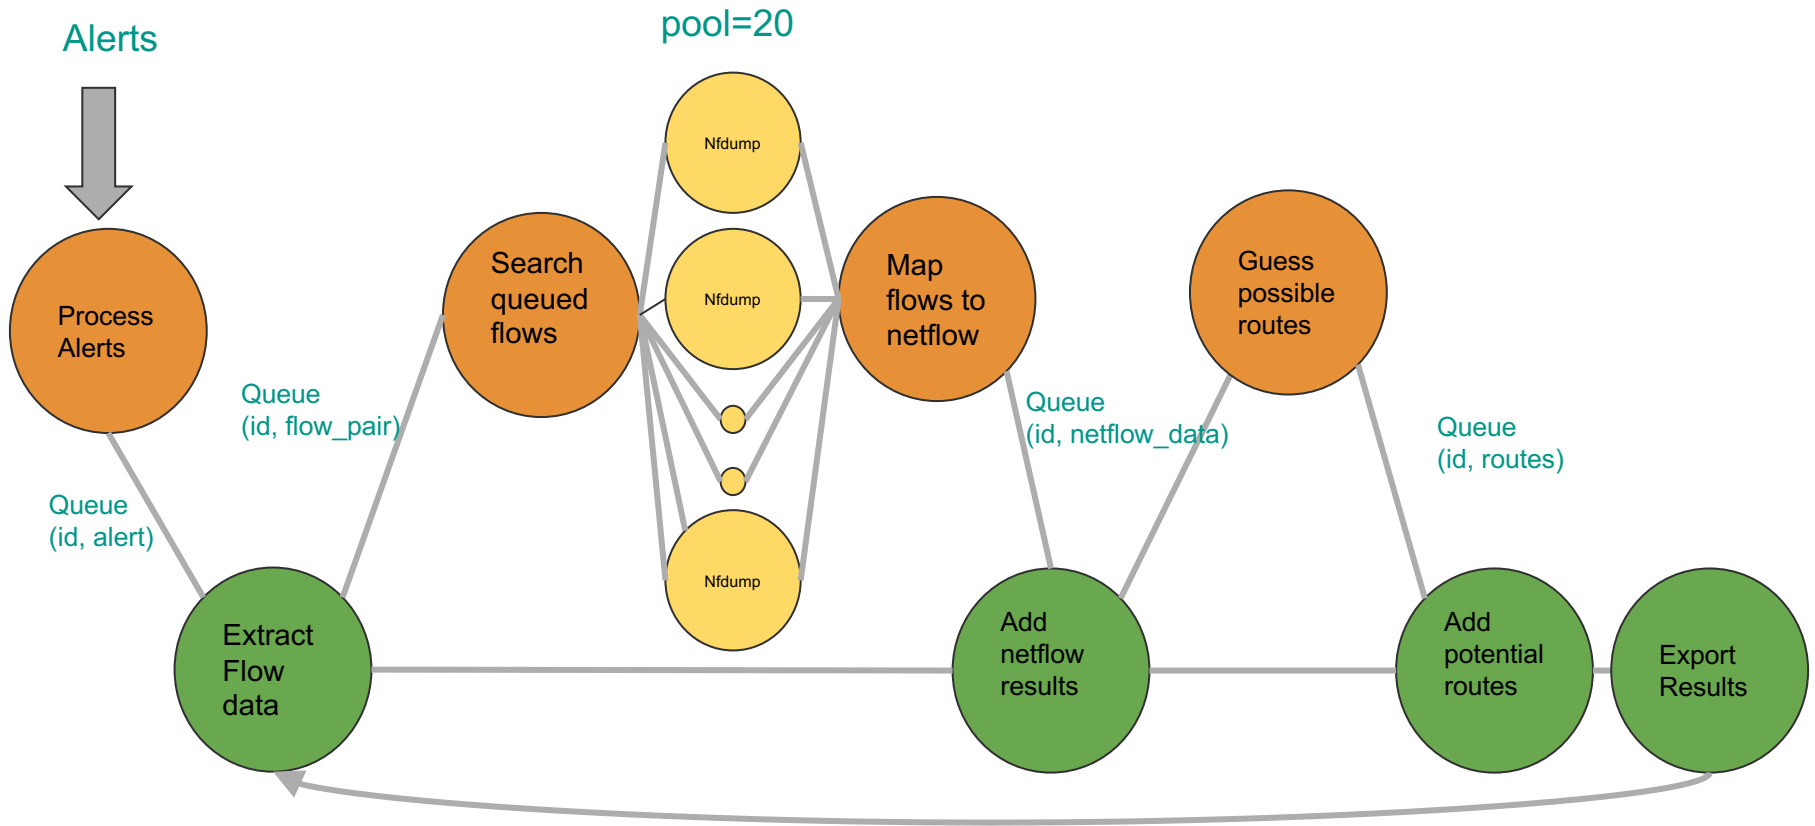 Alerts
pool=20
Process
Alerts
Queue
(id, alert)
Extract
Flow
data
Queue
(id, flow_pair)
Search
queued
flows
Nfdump
Nfdump
Nfdump
Map
flows to
netflow
Queue
(id, netflow_data)
Add
netflow
results
Guess
possible
routes
Queue
(id, routes)
Add
potential
routes
Export
Results